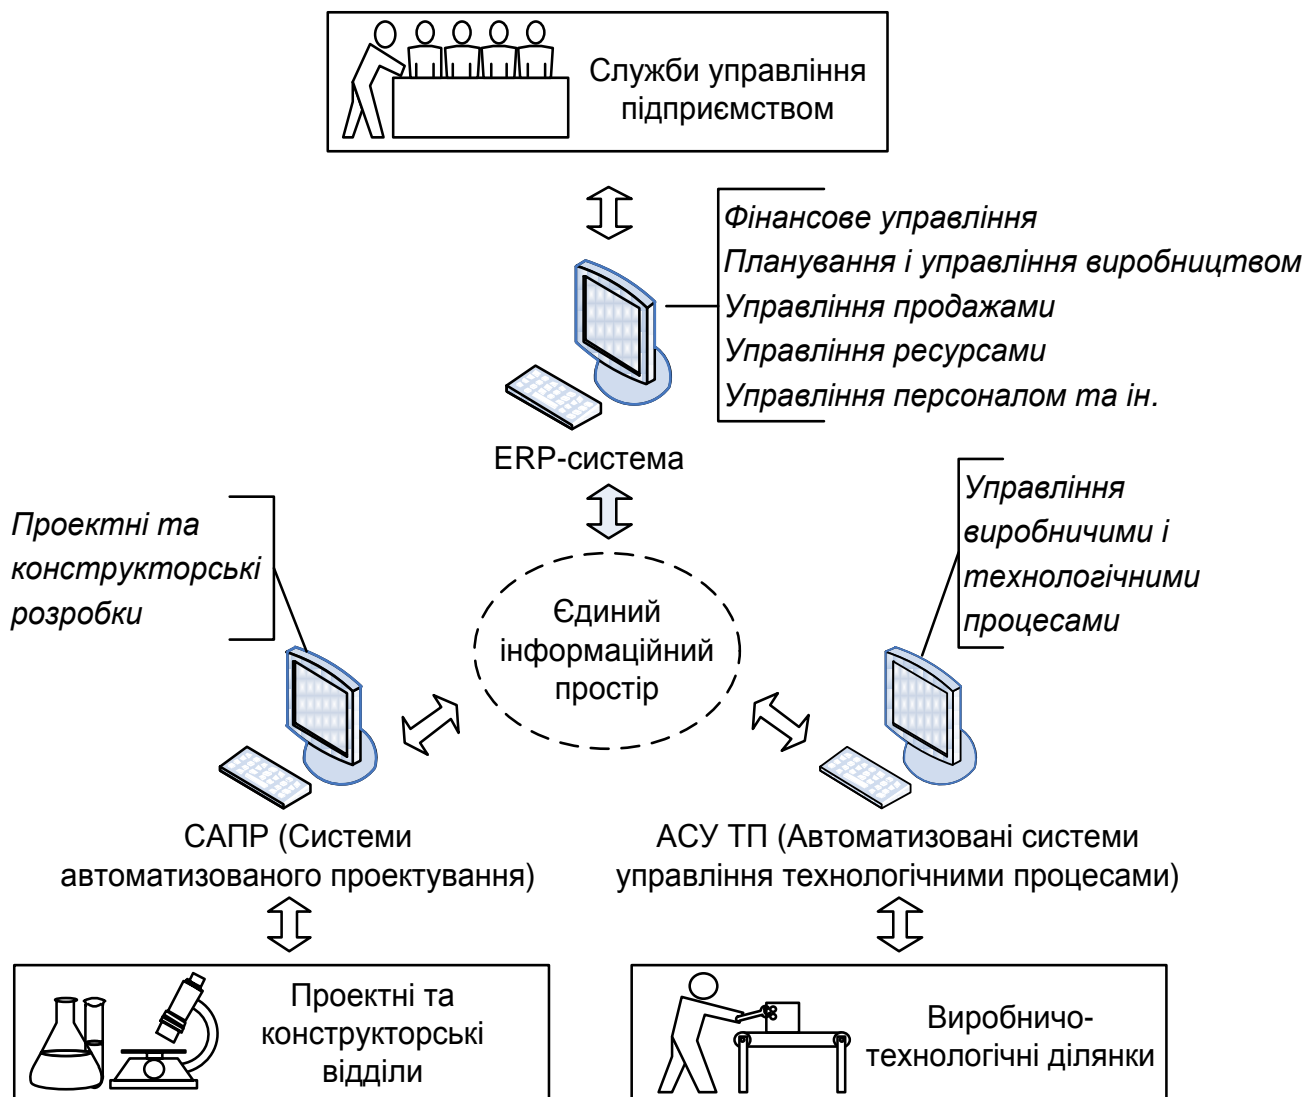 Служби управління
підприємством
Фінансове управління
Планування і управління виробництвом
Управління продажами
Управління ресурсами
Управління персоналом та ін.
ERP-система
Проектні та
конструкторські
розробки
Управління
виробничими і
технологічними
процесами
Єдиний
інформаційний
простір
САПР (Системи
автоматизованого проектування)
АСУ ТП (Автоматизовані системи
управління технологічними процесами)
Проектні та
конструкторські
відділи
Виробничо-
технологічні ділянки